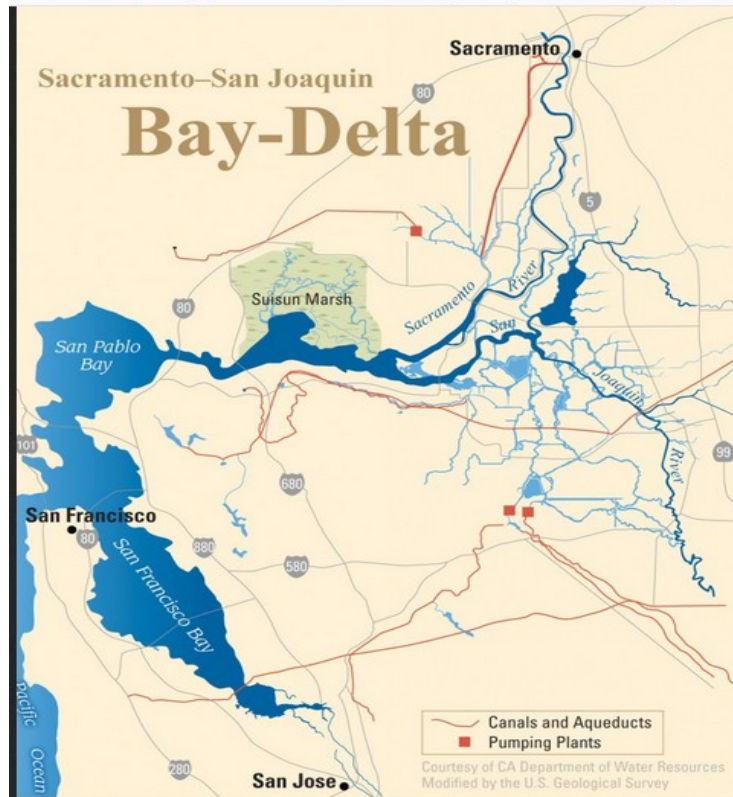 Sacramento
Sacramento–San Joaquin
Bay-Delta
80
5
Suisun Marsh
Sacramento
River
80
San Pablo
Bay
San
Joaquin
River
101
99
680
San Francisco
80
880
580
San Francisco Bay
Pacific
Ocean
280
San Jose
Canals and Aqueducts
Pumping Plants
Courtesy of CA Department of Water Resources
Modified by the U.S. Geological Survey